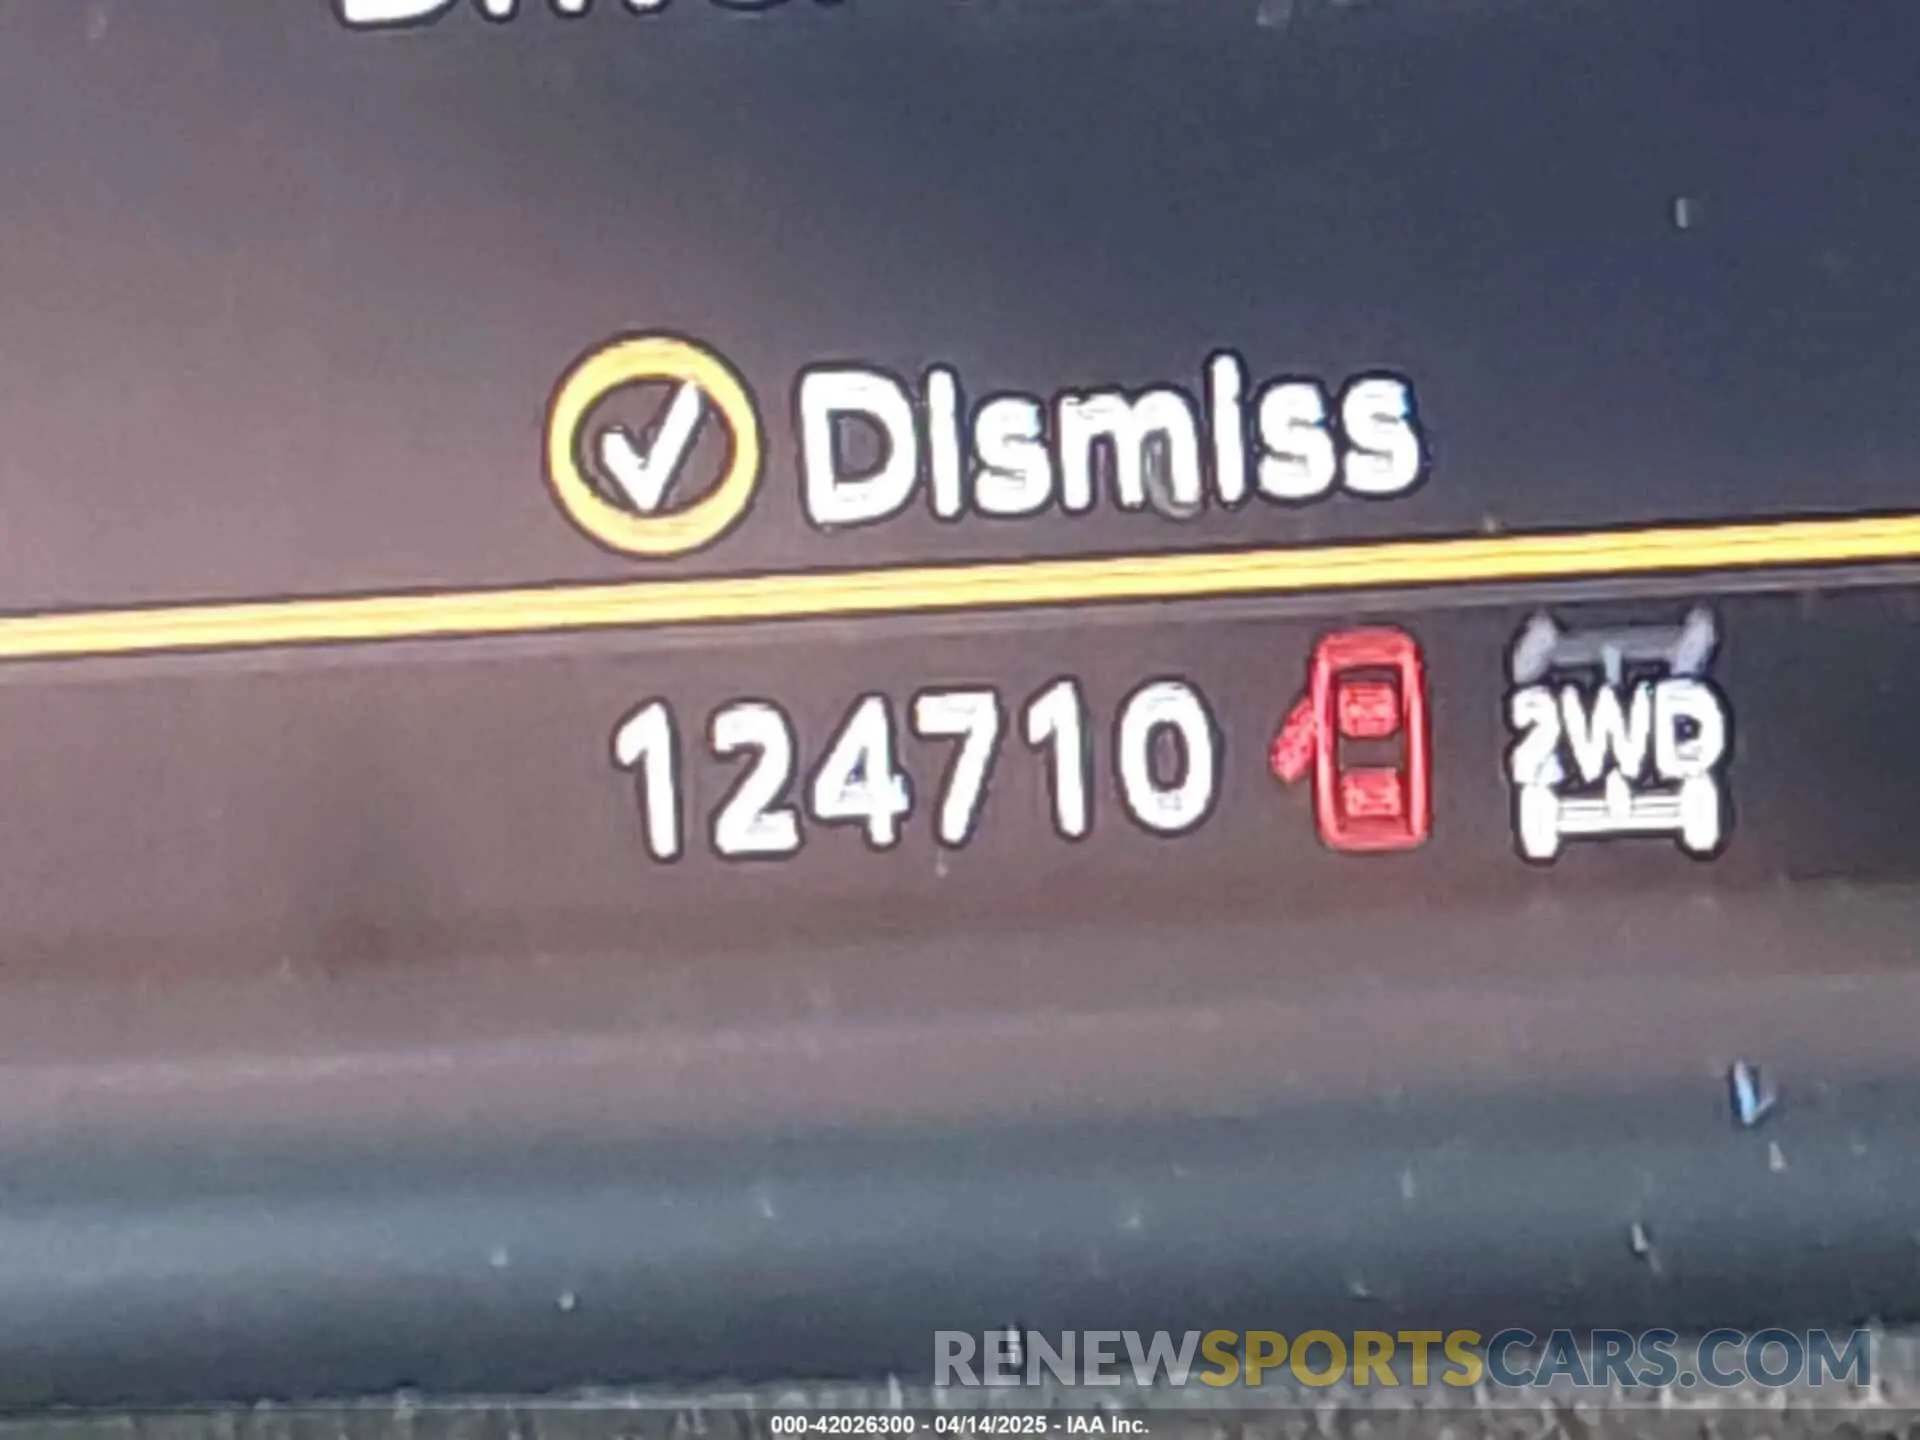 Dismiss
124710 2WD
RENEWSPORTSCARS.COM
000-42026300 - 04/14/2025 - IAA Inc.